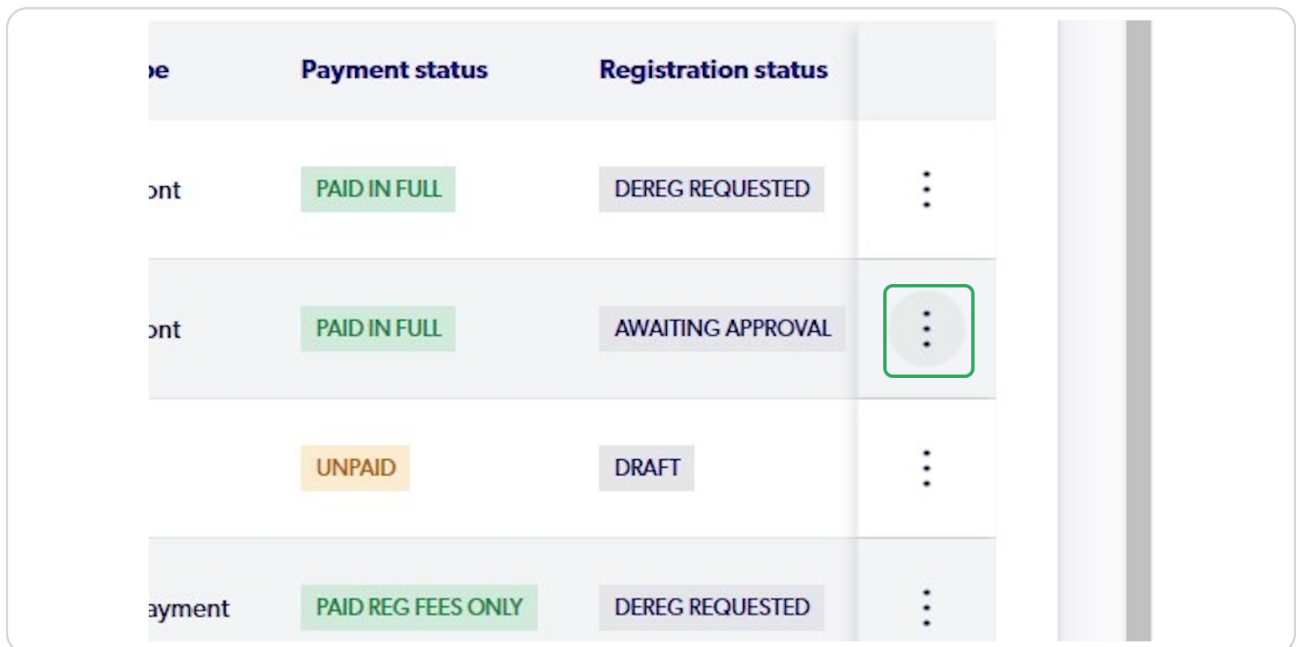 Payment status Registration status
PAID IN FULL DEREG REQUESTED
PAID IN FULL AWAITING APPROVAL
UNPAID DRAFT
ayment PAID REG FEES ONLY DEREG REQUESTED